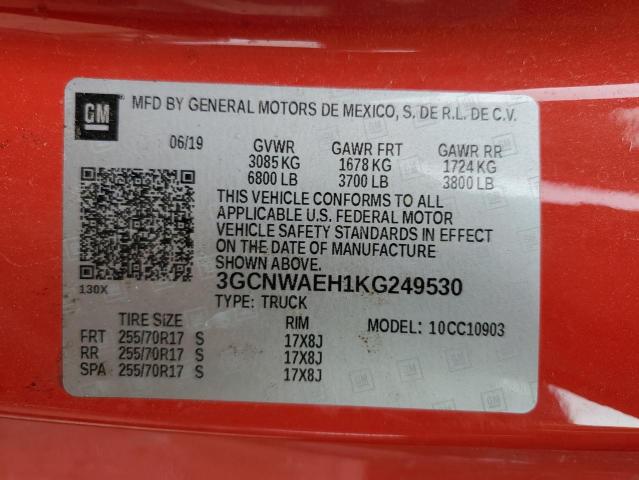 GM
MFD BY GENERAL MOTORS DE MEXICO, S. DE R.L. DE C.V.
06/19 GVWR GAWR FRT GAWR RR
3085 KG 1678 KG 1724 KG
6800 LB 3700 LB 3800 LB
THIS VEHICLE CONFORMS TO ALL
APPLICABLE U.S. FEDERAL MOTOR
VEHICLE SAFETY STANDARDS IN EFFECT
ON THE DATE OF MANUFACTURE
SHOWN ABOVE.
130X
3GCNWAEH1KG249530
TYPE: TRUCK
TIRE SIZE RIM MODEL: 10CC10903
FRT 255/70R17 S 17X8J
RR 255/70R17 S 17X8J
SPA 255/70R17 S 17X8J